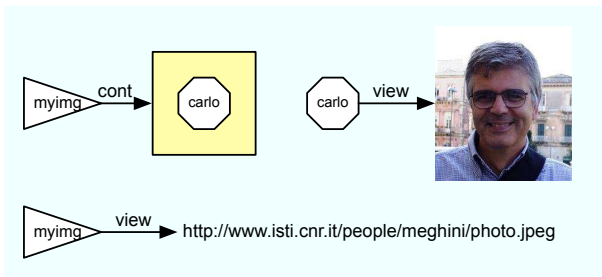 myimg
cont
carlo
carlo
view
myimg
view
http://www.isti.cnr.it/people/meghini/photo.jpeg